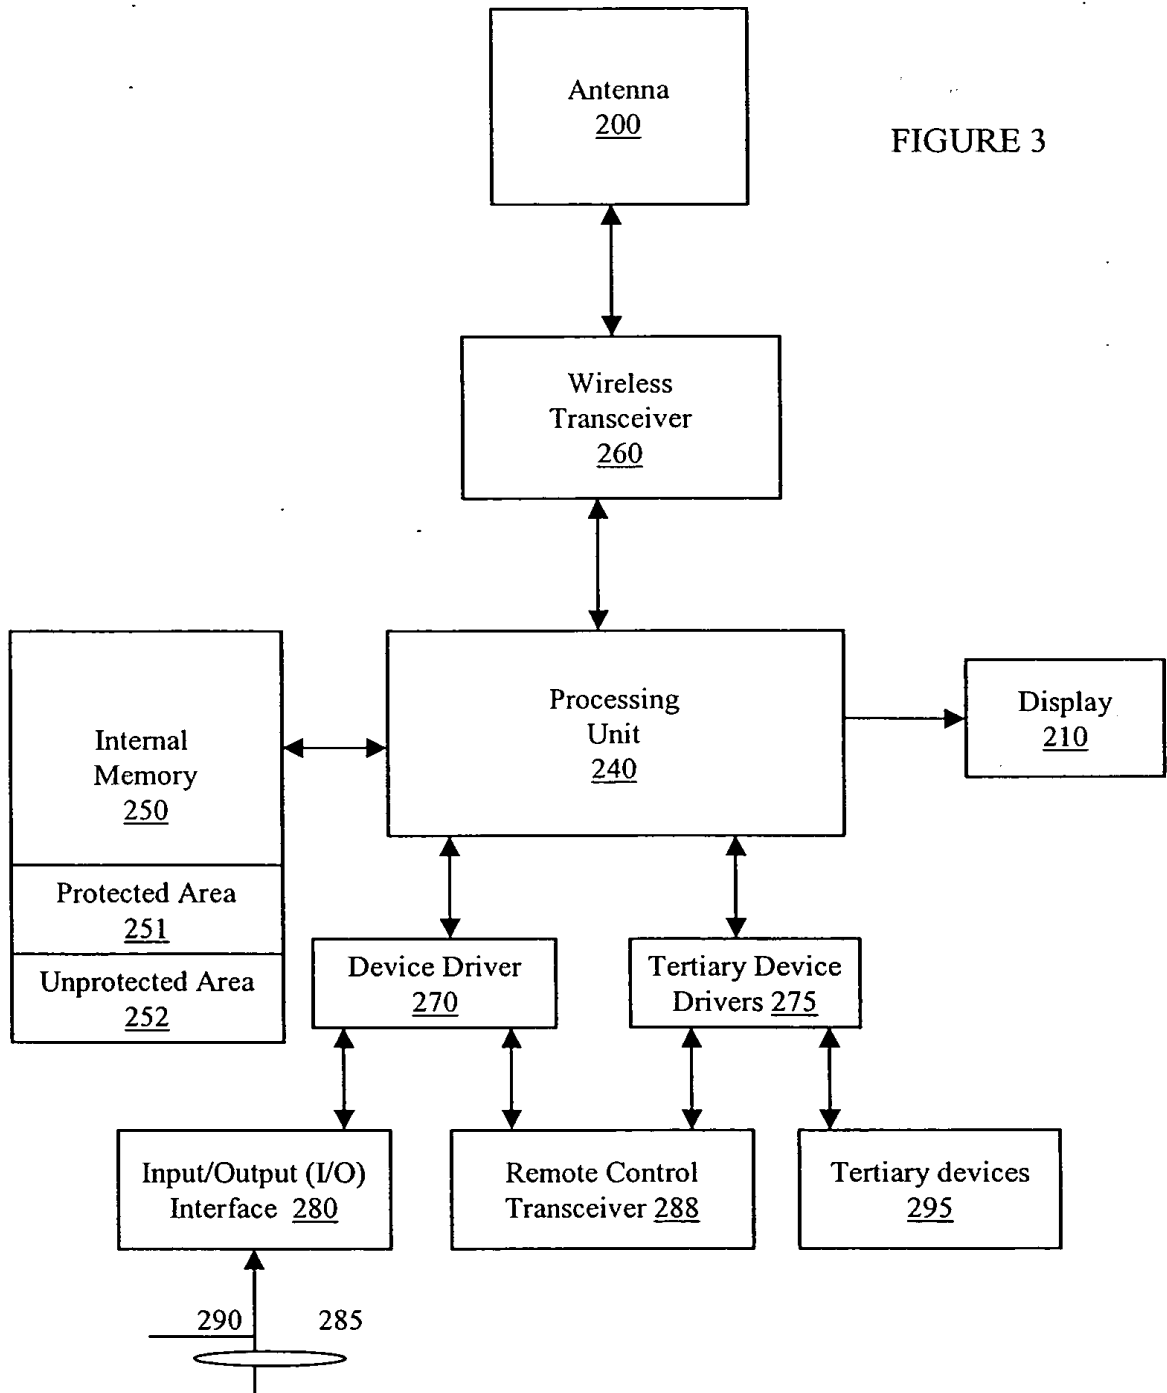 Antenna
200
FIGURE 3
Wireless
Transceiver
260
Processing
Unit
240
Display
210
Internal
Memory
250
Protected Area
251
Unprotected Area
252
Device Driver
270
Tertiary Device
Drivers 275
Input/Output (I/O)
Interface 280
Remote Control
Transceiver 288
Tertiary devices
295
290
285